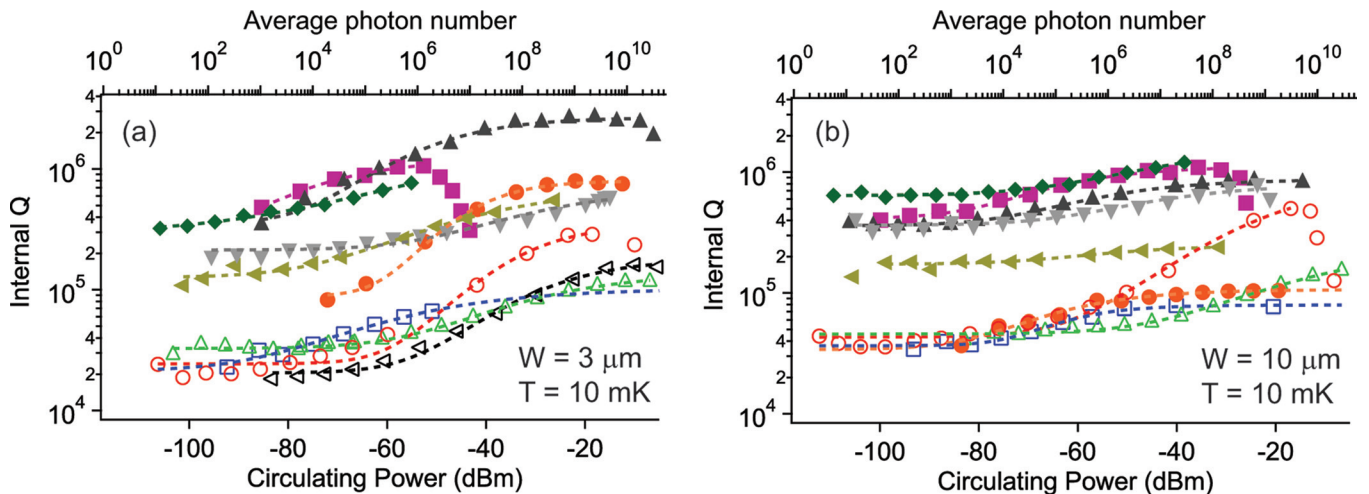 Average photon number
10^0 10^2 10^4 10^6 10^8 10^10
Internal Q
4
2
10^6
4
2
10^5
4
2
10^4
(a)
W = 3 μm
T = 10 mK
-100 -80 -60 -40 -20
Circulating Power (dBm)
Average photon number
10^0 10^2 10^4 10^6 10^8 10^10
Internal Q
4
2
10^6
4
2
10^5
4
2
10^4
(b)
W = 10 μm
T = 10 mK
-100 -80 -60 -40 -20
Circulating Power (dBm)